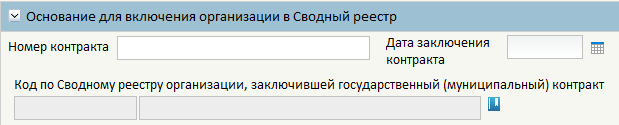 Основание для включения организации в Сводный реестр
Номер контракта
Дата заключения
контракта
Код по Сводному реестру организации, заключившей государственный (муниципальный) контракт